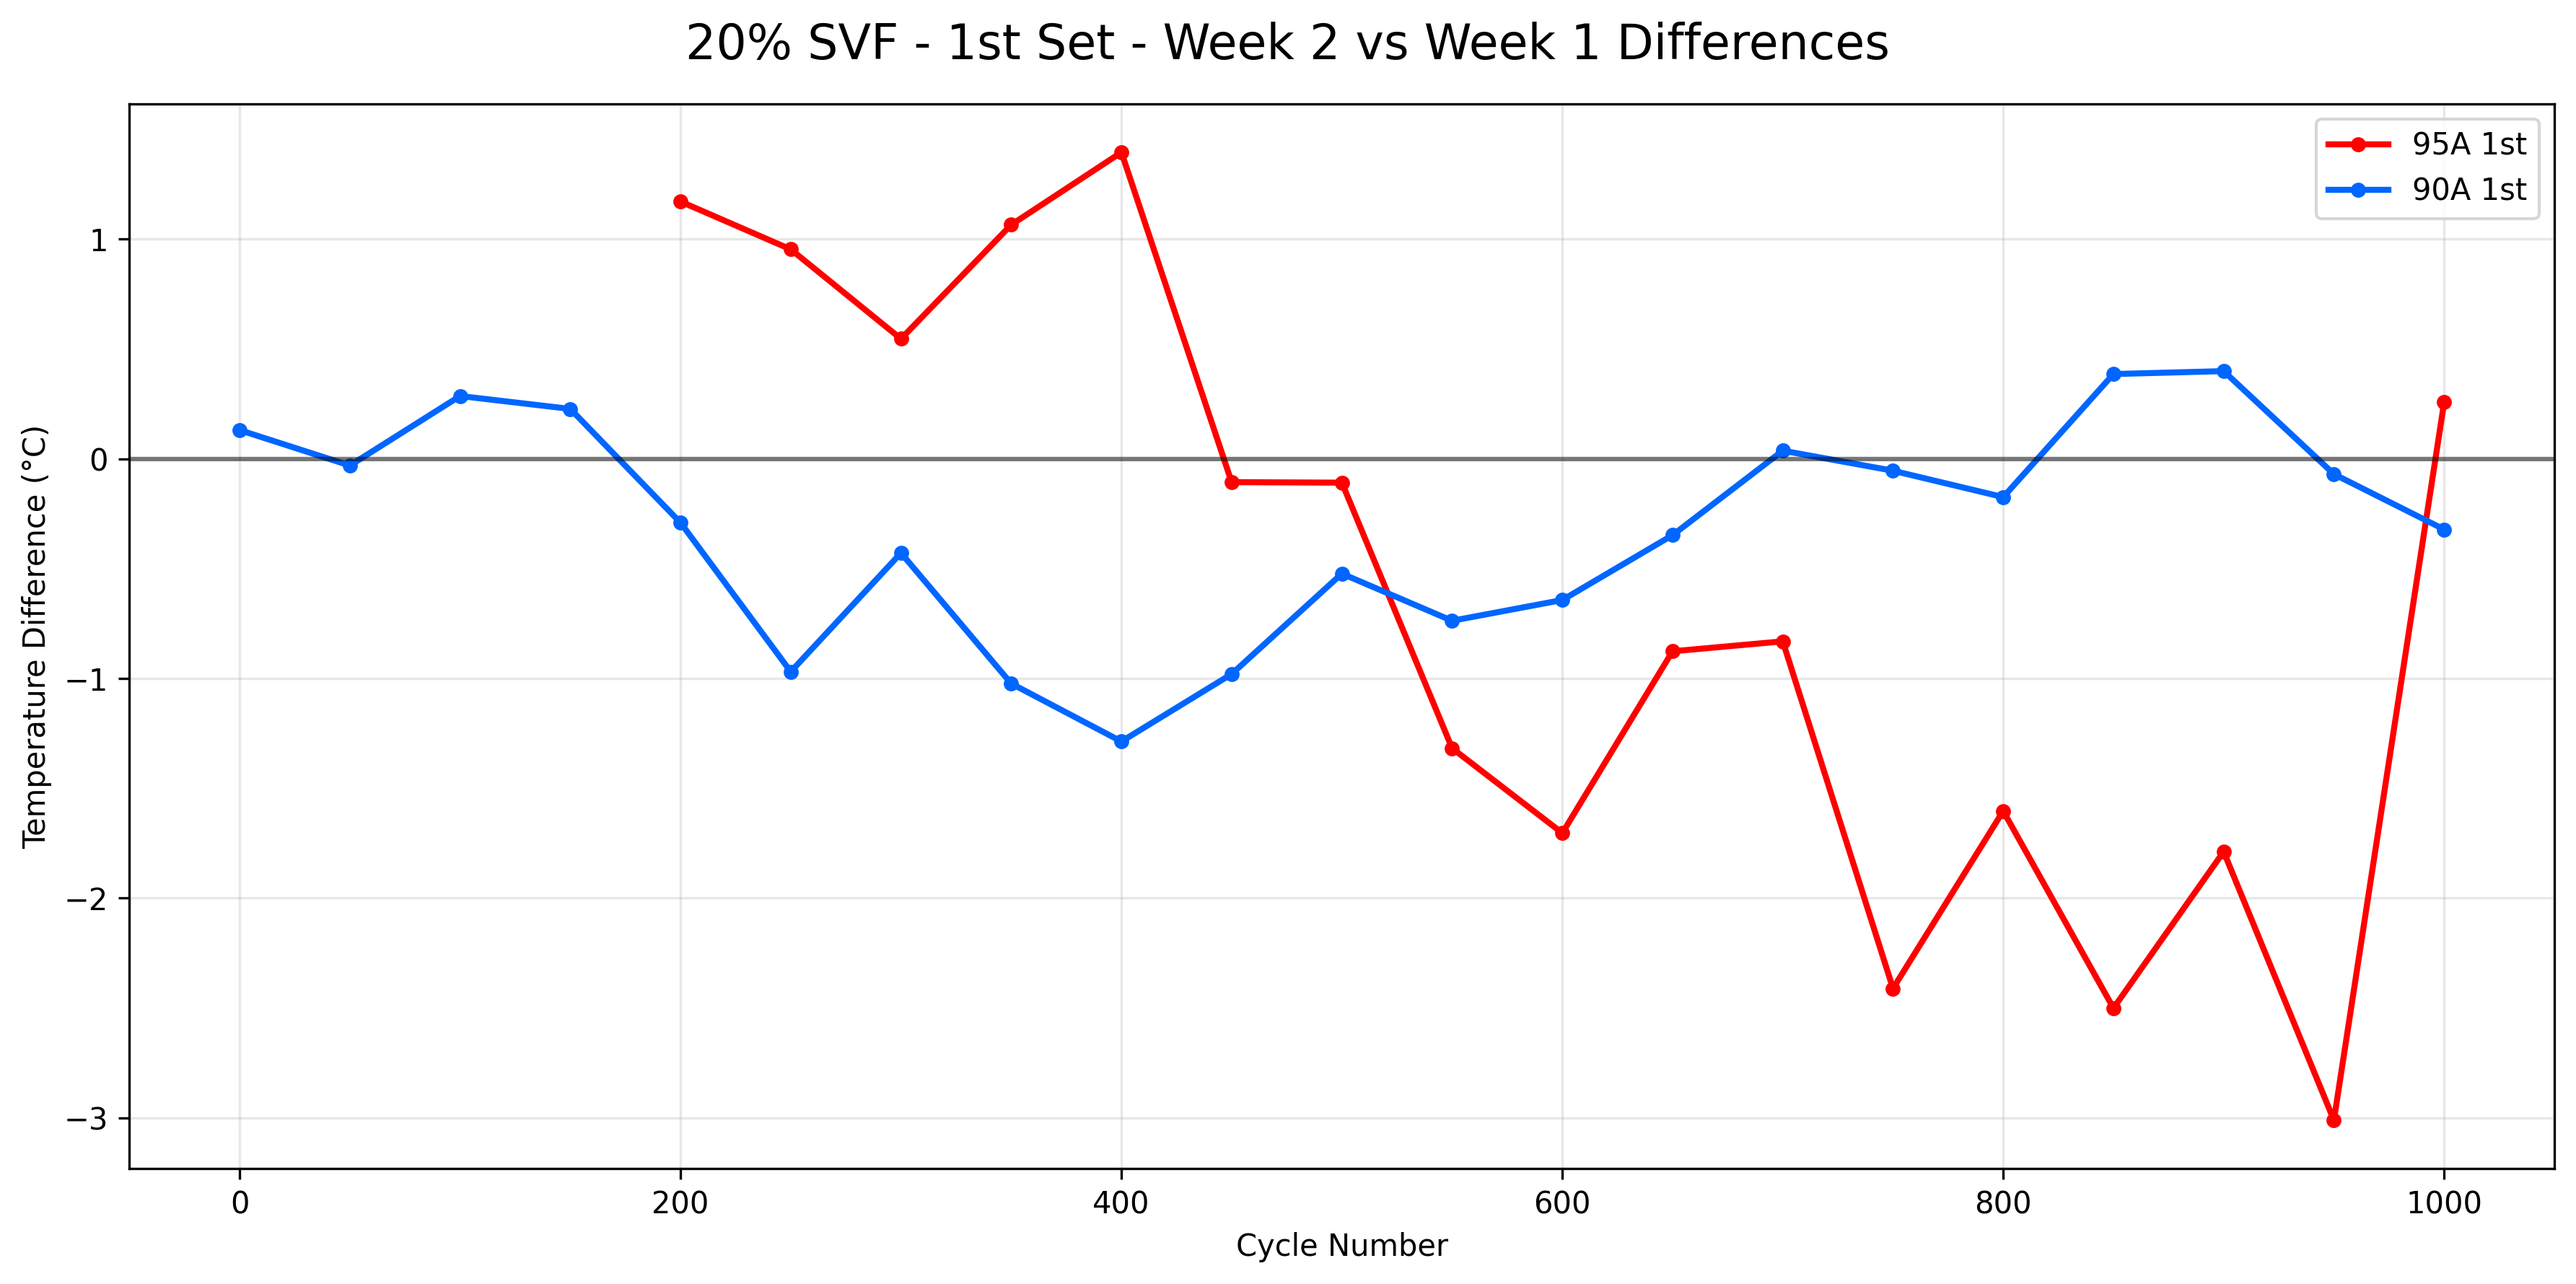 20% SVF - 1st Set - Week 2 vs Week 1 Differences
95A 1st
90A 1st
Temperature Difference (°C)
1
0
−1
−2
−3
0 200 400 600 800 1000
Cycle Number